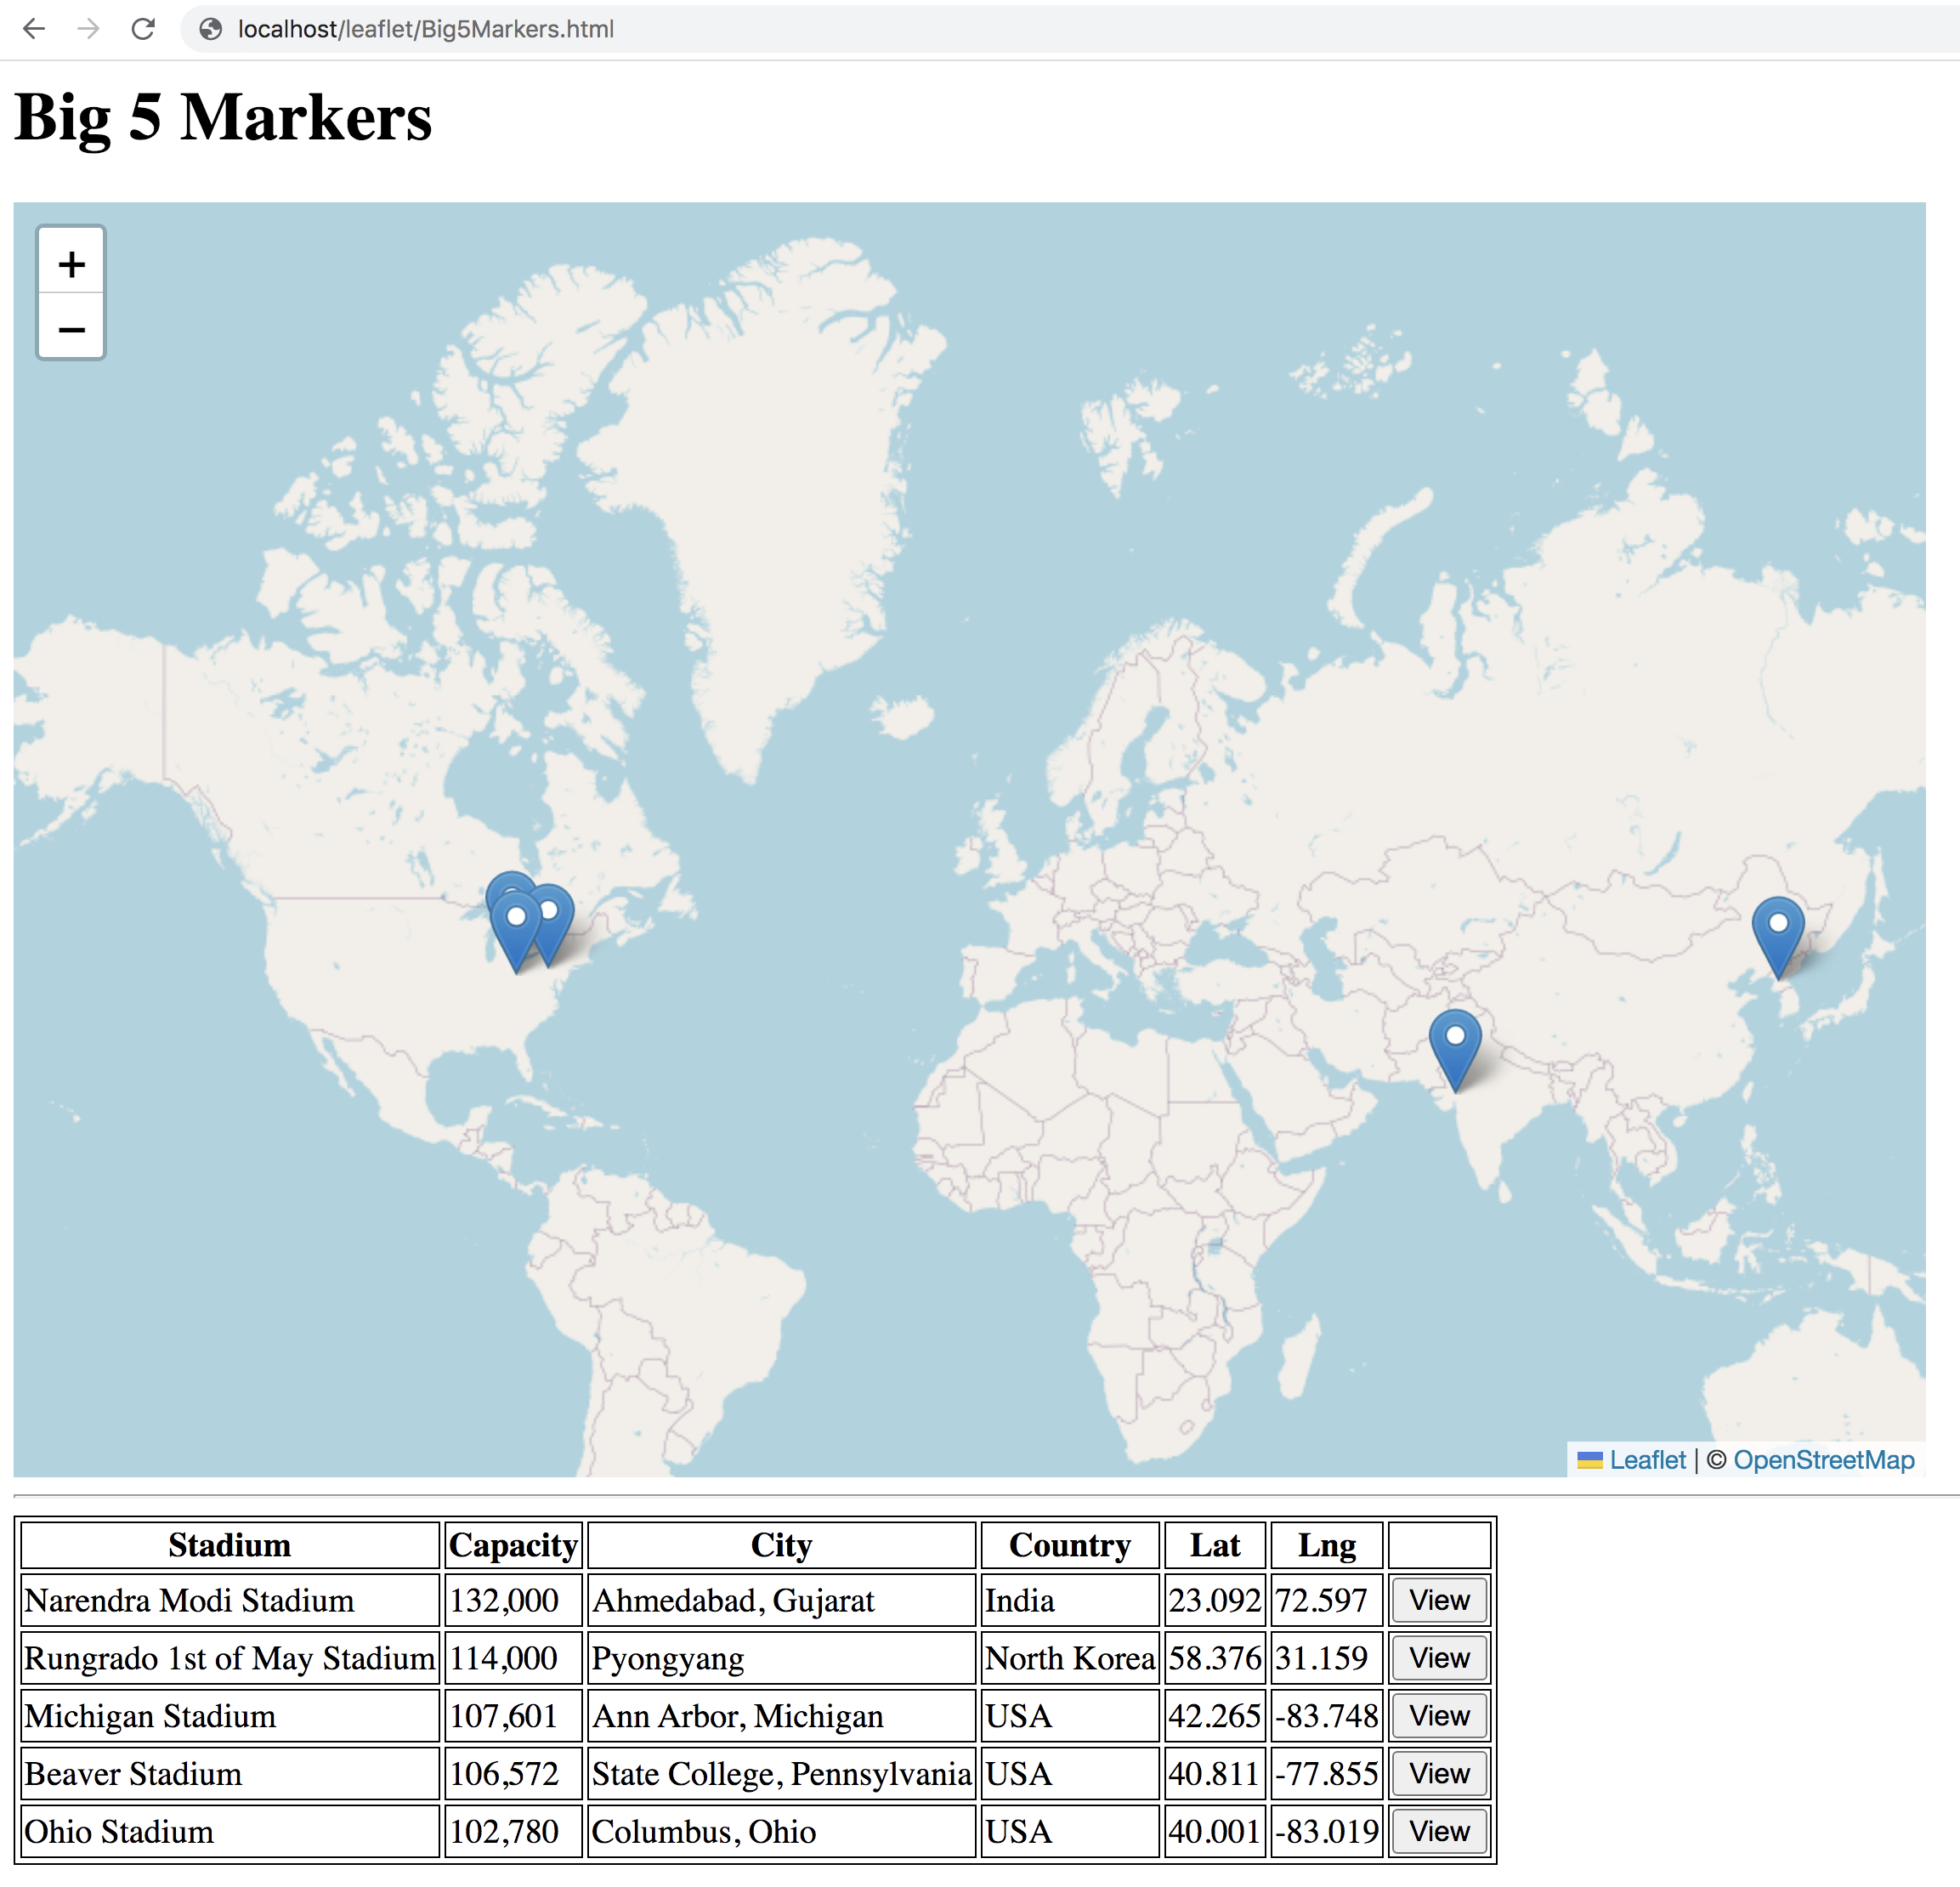 localhost/leaflet/Big5Markers.html
Big 5 Markers
+
−
Leaflet | © OpenStreetMap
Stadium Capacity City Country Lat Lng
Narendra Modi Stadium 132,000 Ahmedabad, Gujarat India 23.092 72.597 View
Rungrado 1st of May Stadium 114,000 Pyongyang North Korea 58.376 31.159 View
Michigan Stadium 107,601 Ann Arbor, Michigan USA 42.265 -83.748 View
Beaver Stadium 106,572 State College, Pennsylvania USA 40.811 -77.855 View
Ohio Stadium 102,780 Columbus, Ohio USA 40.001 -83.019 View